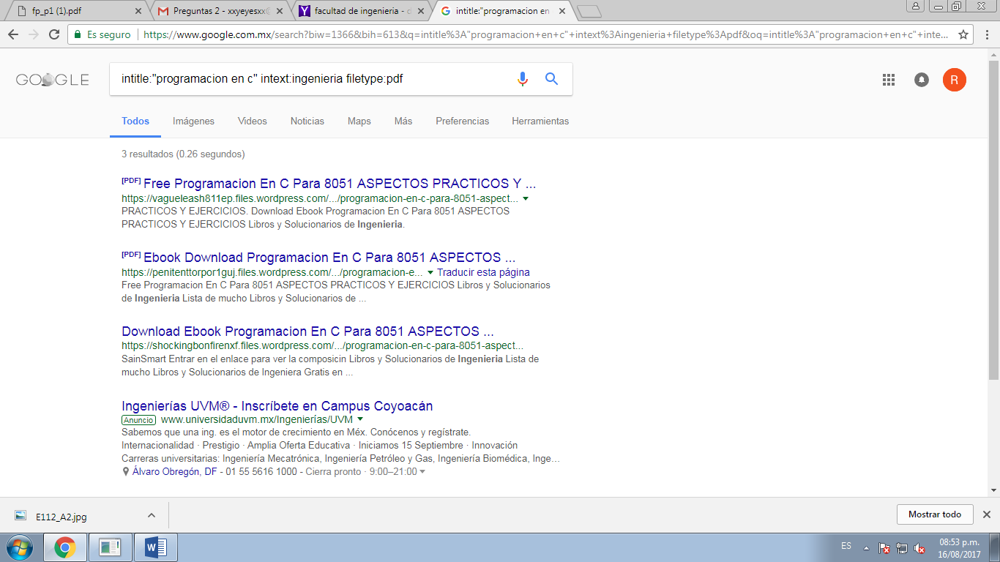 fp_p1 (1).pdf
Preguntas 2 - xxyeyesxx@
facultad de ingenieria - d
intitle:"programacion en
Es seguro
https://www.google.com.mx/search?biw=1366&bih=613&q=intitle%3A"programacion+en+c"+intext%3Aingenieria+filetype%3Apdf&oq=intitle%3A"programacion+en+c"+inte...
GOOGLE
intitle:"programacion en c" intext:ingenieria filetype:pdf
R
Todos Imágenes Videos Noticias Maps Más Preferencias Herramientas
3 resultados (0.26 segundos)
[PDF] Free Programacion En C Para 8051 ASPECTOS PRACTICOS Y ...
https://vagueleash811ep.files.wordpress.com/.../programacion-en-c-para-8051-aspect...
PRACTICOS Y EJERCICIOS. Download Ebook Programacion En C Para 8051 ASPECTOS
PRACTICOS Y EJERCICIOS Libros y Solucionarios de Ingenieria.
[PDF] Ebook Download Programacion En C Para 8051 ASPECTOS ...
https://penitenttorpor1guj.files.wordpress.com/.../programacion-e... Traducir esta página
Free Programacion En C Para 8051 ASPECTOS PRACTICOS Y EJERCICIOS Libros y Solucionarios
de Ingenieria Lista de mucho Libros y Solucionarios de ...
Download Ebook Programacion En C Para 8051 ASPECTOS ...
https://shockingbonfirenxf.files.wordpress.com/.../programacion-en-c-para-8051-aspect...
SainSmart Entrar en el enlace para ver la composicin Libros y Solucionarios de Ingenieria Lista de
mucho Libros y Solucionarios de Ingeniera Gratis en ...
Ingenierías UVM® - Inscríbete en Campus Coyoacán
Anuncio www.universidaduvm.mx/Ingenierías/UVM
Sabemos que una ing. es el motor de crecimiento en Méx. Conócenos y regístrate.
Internacionalidad · Prestigio · Amplia Oferta Educativa · Iniciamos 15 Septiembre · Innovación
Carreras universitarias: Ingeniería Mecatrónica, Ingeniería Petróleo y Gas, Ingeniería Biomédica, Inge…
Álvaro Obregón, DF - 01 55 5616 1000 - Cierra pronto · 9:00–21:00
E112_A2.jpg
Mostrar todo
ES
08:53 p.m.
16/08/2017